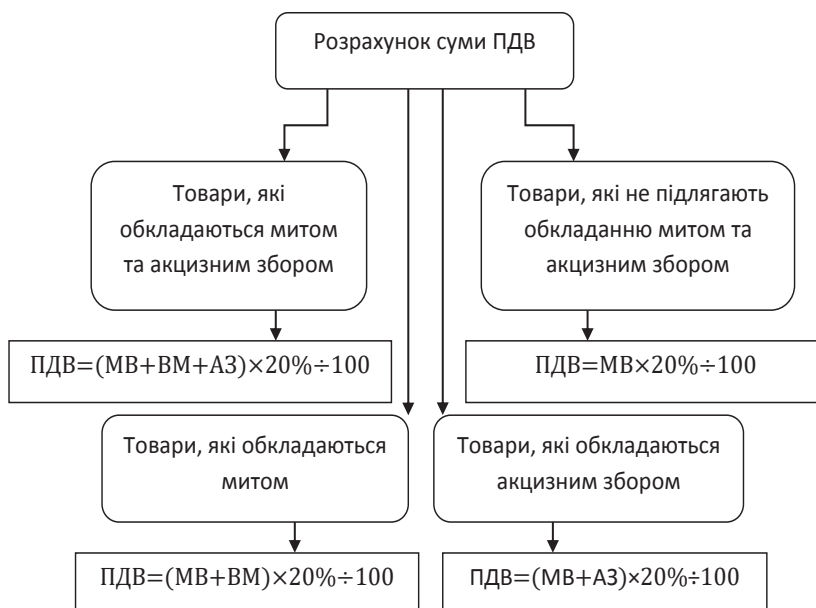 Розрахунок суми ПДВ
Товари, які
обкладаються митом
та акцизним збором
Товари, які не підлягають
обкладанню митом та
акцизним збором
ПДВ=(МВ+ВМ+АЗ)×20%÷100
ПДВ=МВ×20%÷100
Товари, які обкладаються
митом
Товари, які обкладаються
акцизним збором
ПДВ=(МВ+ВМ)×20%÷100
ПДВ=(МВ+АЗ)×20%÷100